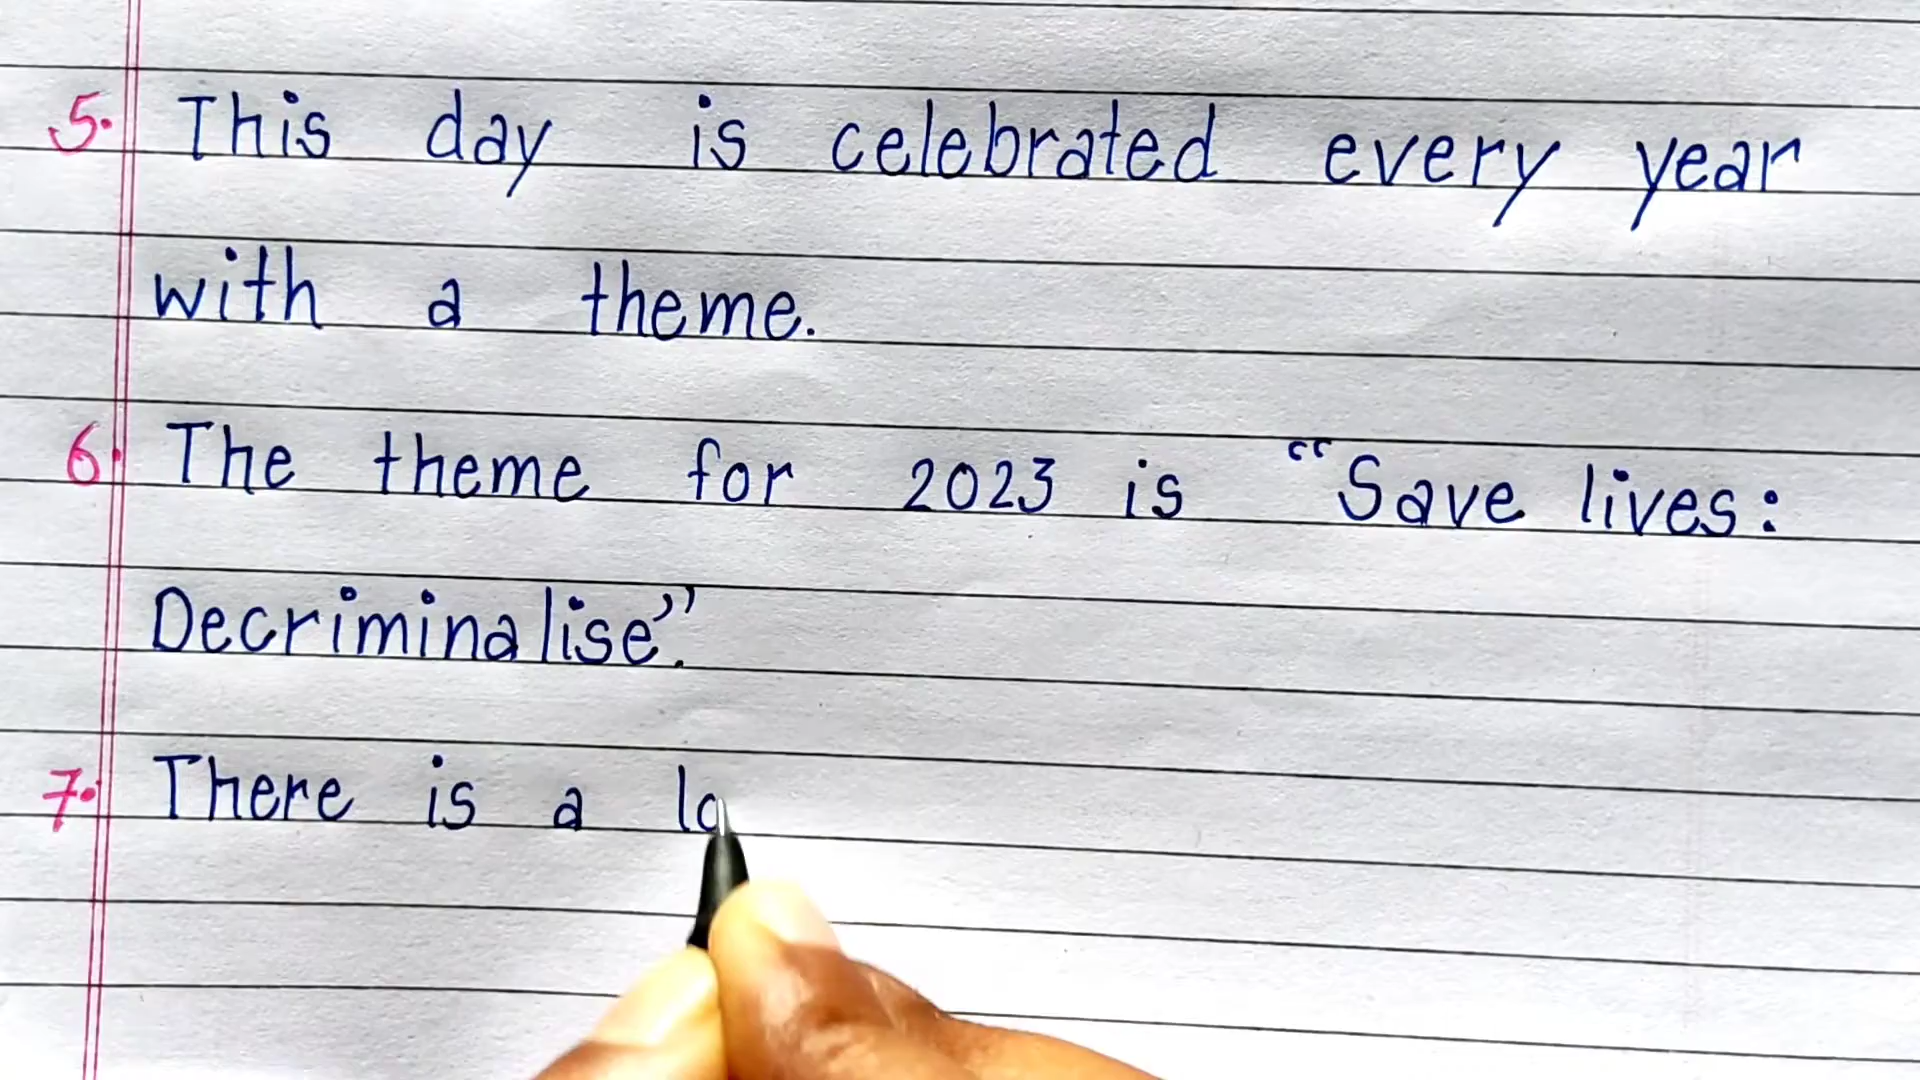 5. This day is celebrated every year
with a theme.
6. The theme for 2023 is “Save lives:
Decriminalise”.
7. There is a